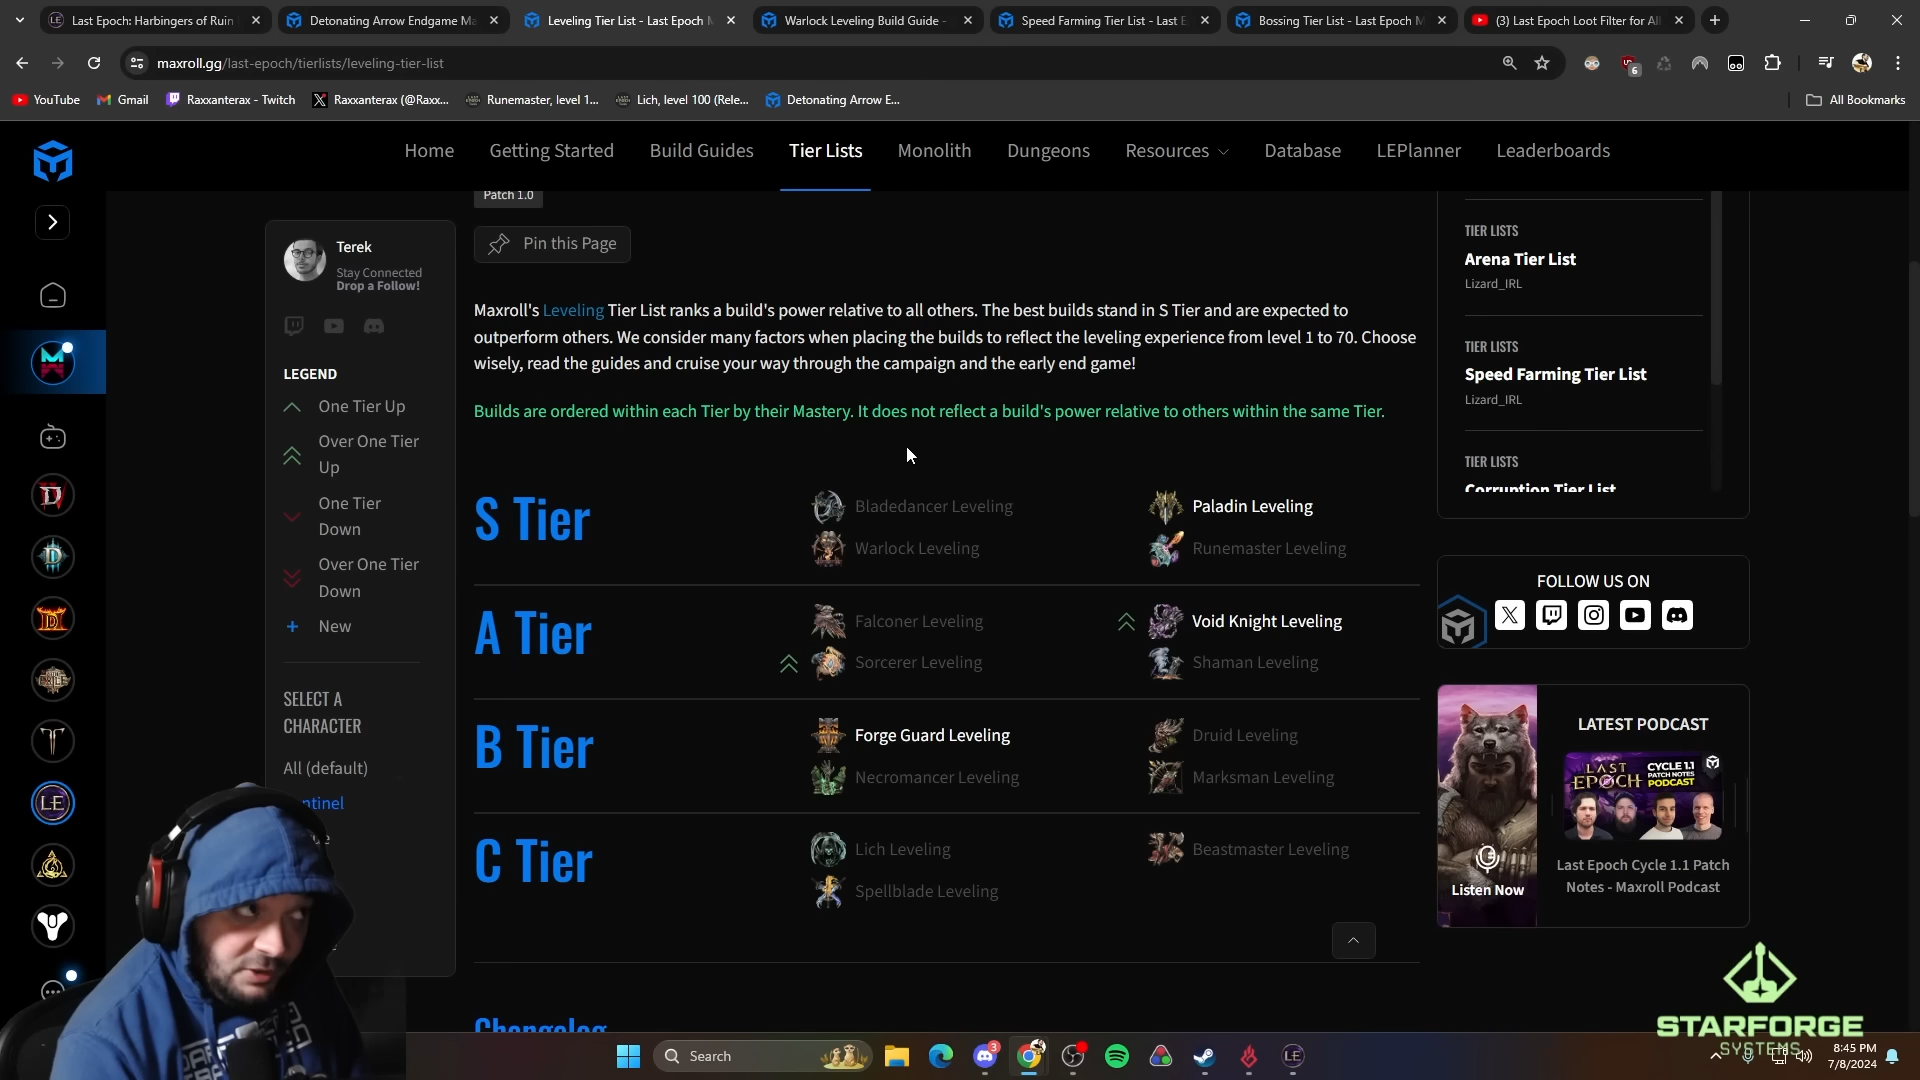 Last Epoch: Harbingers of Ruin
Detonating Arrow Endgame Ma
Leveling Tier List - Last Epoch M
Warlock Leveling Build Guide -
Speed Farming Tier List - Last E
Bossing Tier List - Last Epoch M
(3) Last Epoch Loot Filter for All
maxroll.gg/last-epoch/tierlists/leveling-tier-list
6
YouTube
Gmail
Raxxanterax - Twitch
Raxxanterax (@Raxx...
Runemaster, level 1...
Lich, level 100 (Rele...
Detonating Arrow E...
All Bookmarks
Home
Getting Started
Build Guides
Tier Lists
Monolith
Dungeons
Resources
Database
LEPlanner
Leaderboards
Patch 1.0
Pin this Page
Terek
Stay Connected
Drop a Follow!
LEGEND
One Tier Up
Over One Tier
Up
One Tier
Down
Over One Tier
Down
New
SELECT A
CHARACTER
All (default)
ntinel
Maxroll's Leveling Tier List ranks a build's power relative to all others. The best builds stand in S Tier and are expected to
outperform others. We consider many factors when placing the builds to reflect the leveling experience from level 1 to 70. Choose
wisely, read the guides and cruise your way through the campaign and the early end game!
Builds are ordered within each Tier by their Mastery. It does not reflect a build's power relative to others within the same Tier.
S Tier
Bladedancer Leveling
Paladin Leveling
Warlock Leveling
Runemaster Leveling
A Tier
Falconer Leveling
Void Knight Leveling
Sorcerer Leveling
Shaman Leveling
B Tier
Forge Guard Leveling
Druid Leveling
Necromancer Leveling
Marksman Leveling
C Tier
Lich Leveling
Beastmaster Leveling
Spellblade Leveling
Changelog
TIER LISTS
Arena Tier List
Lizard_IRL
TIER LISTS
Speed Farming Tier List
Lizard_IRL
TIER LISTS
Corruption Tier List
FOLLOW US ON
Listen Now
LATEST PODCAST
LAST EPOCH
CYCLE 1.1
PATCH NOTES
PODCAST
Last Epoch Cycle 1.1 Patch
Notes - Maxroll Podcast
LE
STARFORGE
SYSTEMS
Search
3
LE
8:45 PM
7/8/2024